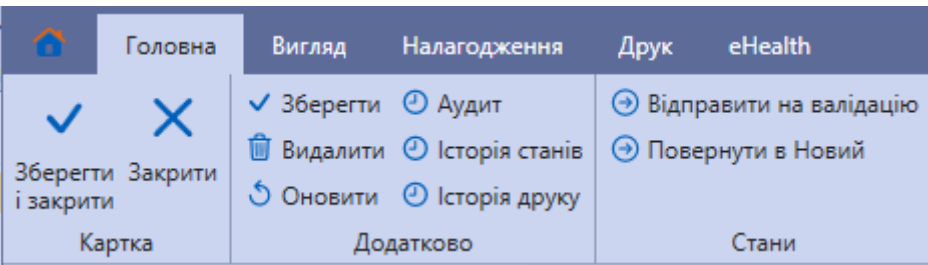 Головна Вигляд Налагодження Друк eHealth
Зберегти
і закрити
Закрити
Картка
Зберегти
Видалити
Оновити
Аудит
Історія станів
Історія друку
Додатково
Відправити на валідацію
Повернути в Новий
Стани